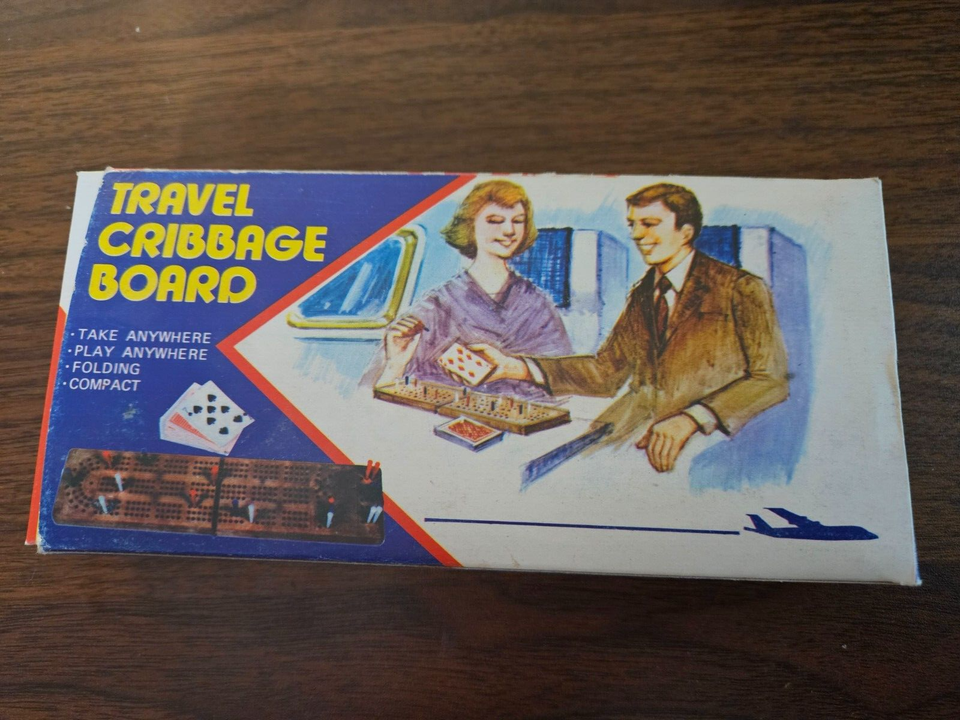 TRAVEL
CRIBBAGE
BOARD
· TAKE ANYWHERE
· PLAY ANYWHERE
· FOLDING
· COMPACT